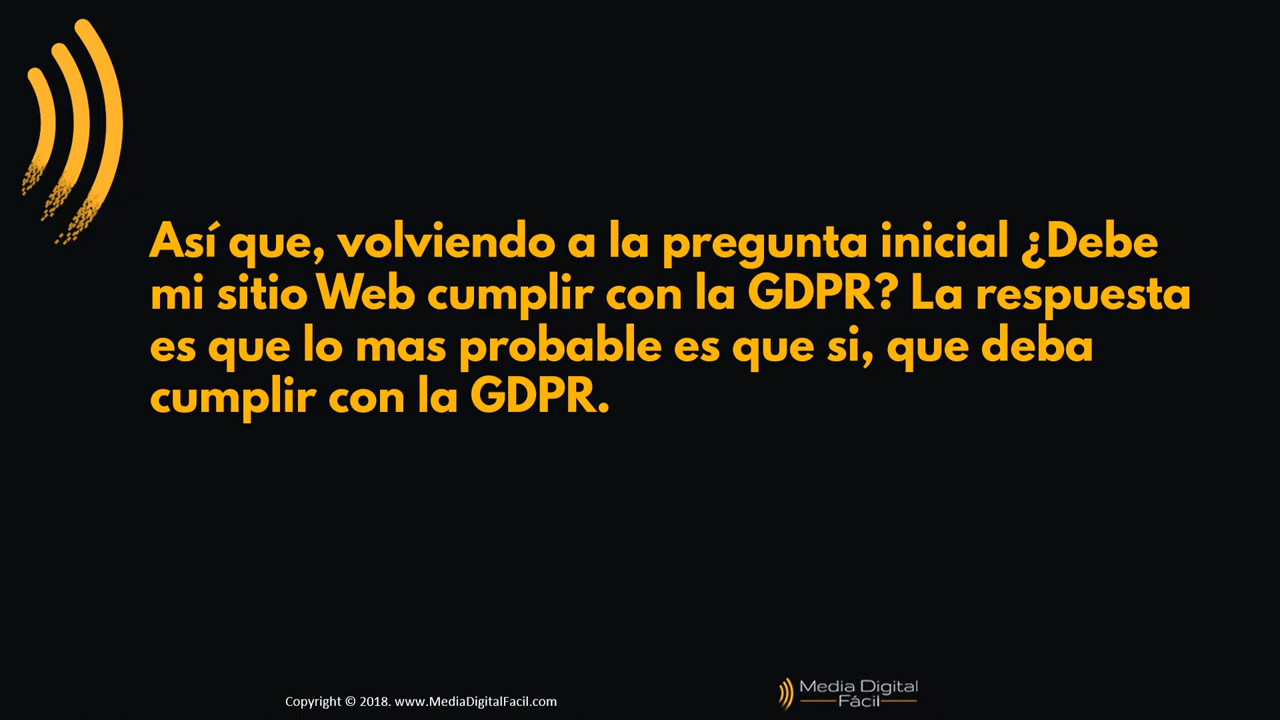 Así que, volviendo a la pregunta inicial ¿Debe
mi sitio Web cumplir con la GDPR? La respuesta
es que lo mas probable es que si, que deba
cumplir con la GDPR.
Copyright © 2018. www.MediaDigitalFacil.com
Media Digital
Fácil